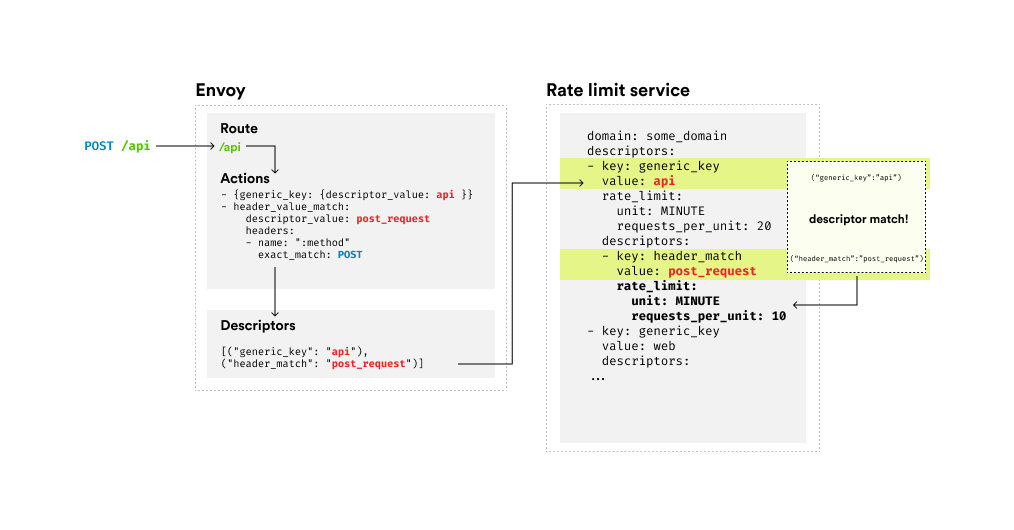 Envoy
POST /api
Route
/api
Actions
- {generic_key: {descriptor_value: api }}
- header_value_match:
descriptor_value: post_request
headers:
- name: ":method"
exact_match: POST
Descriptors
[("generic_key": "api"),
("header_match": "post_request")]
Rate limit service
domain: some_domain
descriptors:
- key: generic_key
value: api
rate_limit:
unit: MINUTE
requests_per_unit: 20
descriptors:
- key: header_match
value: post_request
rate_limit:
unit: MINUTE
requests_per_unit: 10
- key: generic_key
value: web
descriptors:
...
("generic_key":"api")
descriptor match!
("header_match":"post_request")